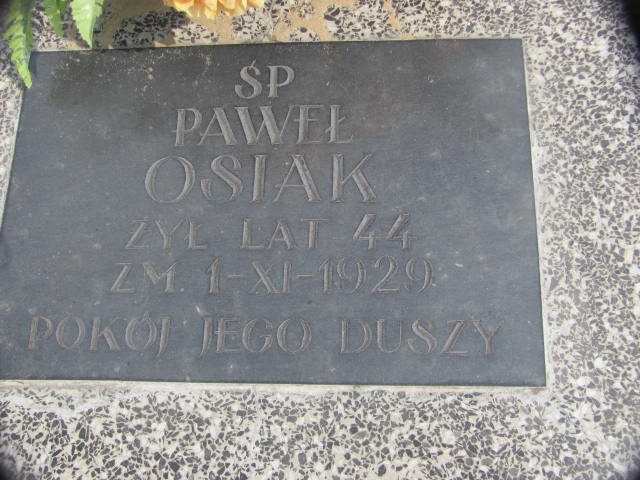 ŚP
PAWEŁ
OSIAK
ŻYŁ LAT 44
ZM. 1-XI-1929
POKÓJ JEGO DUSZY